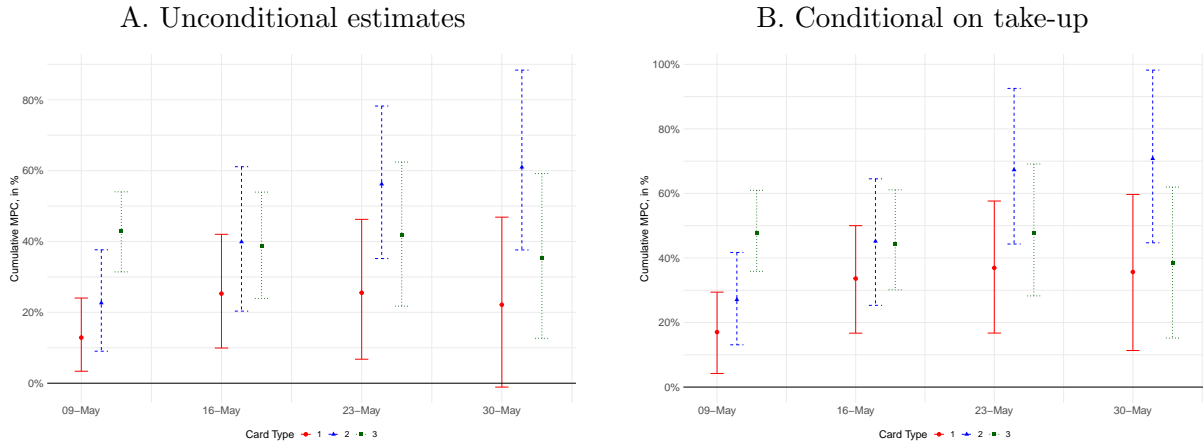 A. Unconditional estimates
Cumulative MPC, in %
80%
60%
40%
20%
0%
09–May
16–May
23–May
30–May
Card Type 1 2 3
B. Conditional on take-up
Cumulative MPC, in %
100%
80%
60%
40%
20%
0%
09–May
16–May
23–May
30–May
Card Type 1 2 3